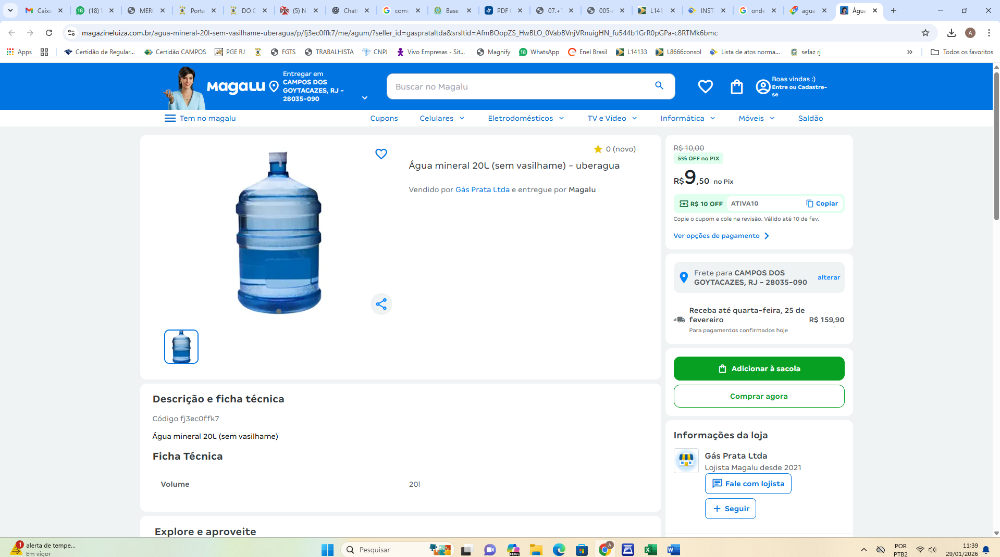 Caixa
(18) W
MERC
Porta
DO C
(5) N
Chat
como
Base
PDF
07.+1
005-
L141
INST
onde
agua
Água
magazineluiza.com.br/agua-mineral-20l-sem-vasilhame-uberagua/p/fj3ec0ffk7/me/agum/?seller_id=gasprataltda&srsltid=AfmBOopZS_HwBLO_0VabBVnjVRnuigHN_fu544b1GrR0pGPa-c8RTMk6bmc
A
Apps
Certidão de Regular...
Certidão CAMPOS
PGE RJ
FGTS
TRABALHISTA
CNPJ
Vivo Empresas - Sit...
Magnify
18
WhatsApp
Enel Brasil
L14133
L8666consol
Lista de atos norma...
sefaz rj
Todos os favoritos
Magalu
Entregar em
CAMPOS DOS
GOYTACAZES, RJ -
28035-090
Buscar no Magalu
Boas vindas :)
Entre ou Cadastre-
se
Tem no magalu
Cupons
Celulares
Eletrodomésticos
TV e Vídeo
Informática
Móveis
Saldão
0 (novo)
Água mineral 20L (sem vasilhame) - uberagua
Vendido por Gás Prata Ltda e entregue por Magalu
R$ 10,00
5% OFF no PIX
R$ 9,50 no Pix
R$ 10 OFF ATIVA10 Copiar
Copie o cupom e cole na revisão. Válido até 10 de fev.
Ver opções de pagamento
Frete para CAMPOS DOS
GOYTACAZES, RJ - 28035-090
alterar
Receba até quarta-feira, 25 de
fevereiro
R$ 159,90
Para pagamentos confirmados hoje
Adicionar à sacola
Comprar agora
Descrição e ficha técnica
Código fj3ec0ffk7
Água mineral 20L (sem vasilhame)
Ficha Técnica
Volume 20l
Informações da loja
Gás Prata Ltda
Lojista Magalu desde 2021
Fale com lojista
Seguir
Explore e aproveite
1
alerta de tempe...
Em vigor
Pesquisar
M365
A
POR
PTB2
11:39
29/01/2026